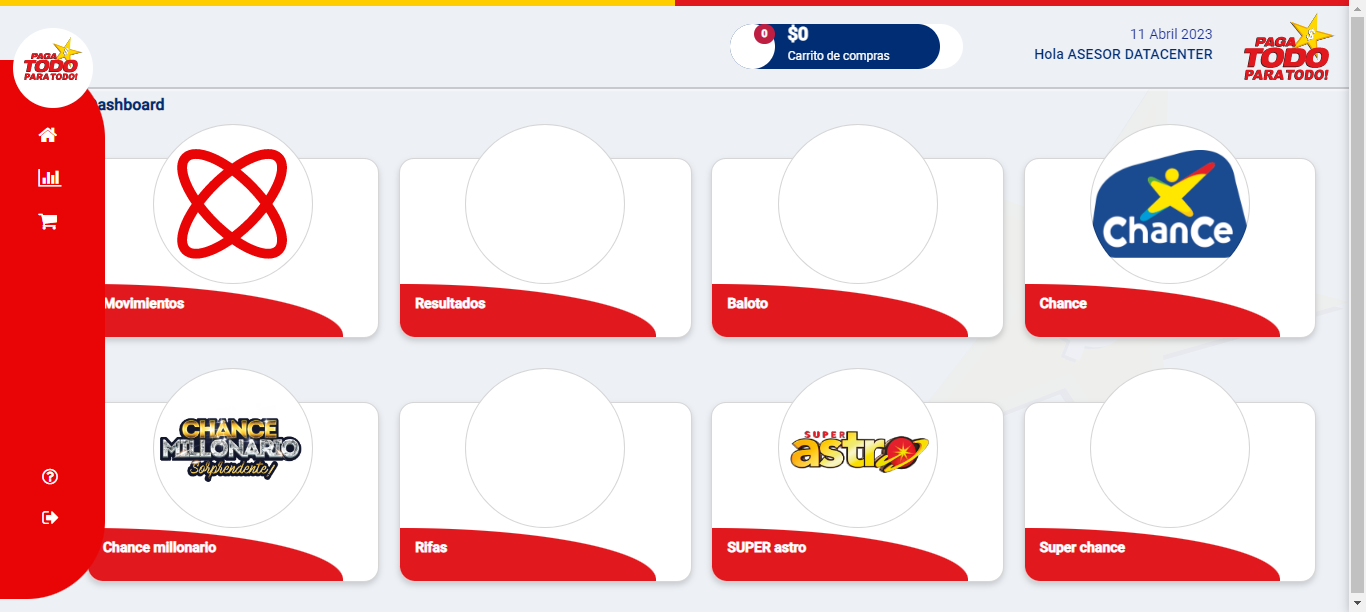 PAGA
TODO
PARA TODO!
0
$0
Carrito de compras
11 Abril 2023
Hola ASESOR DATACENTER
PAGA
TODO
PARA TODO!
ashboard
ChanCe
Movimientos
Resultados
Baloto
Chance
CHANCE
MILLONARIO
Sorprendente!
SUPER
astro
Chance millonario
Rifas
SUPER astro
Super chance